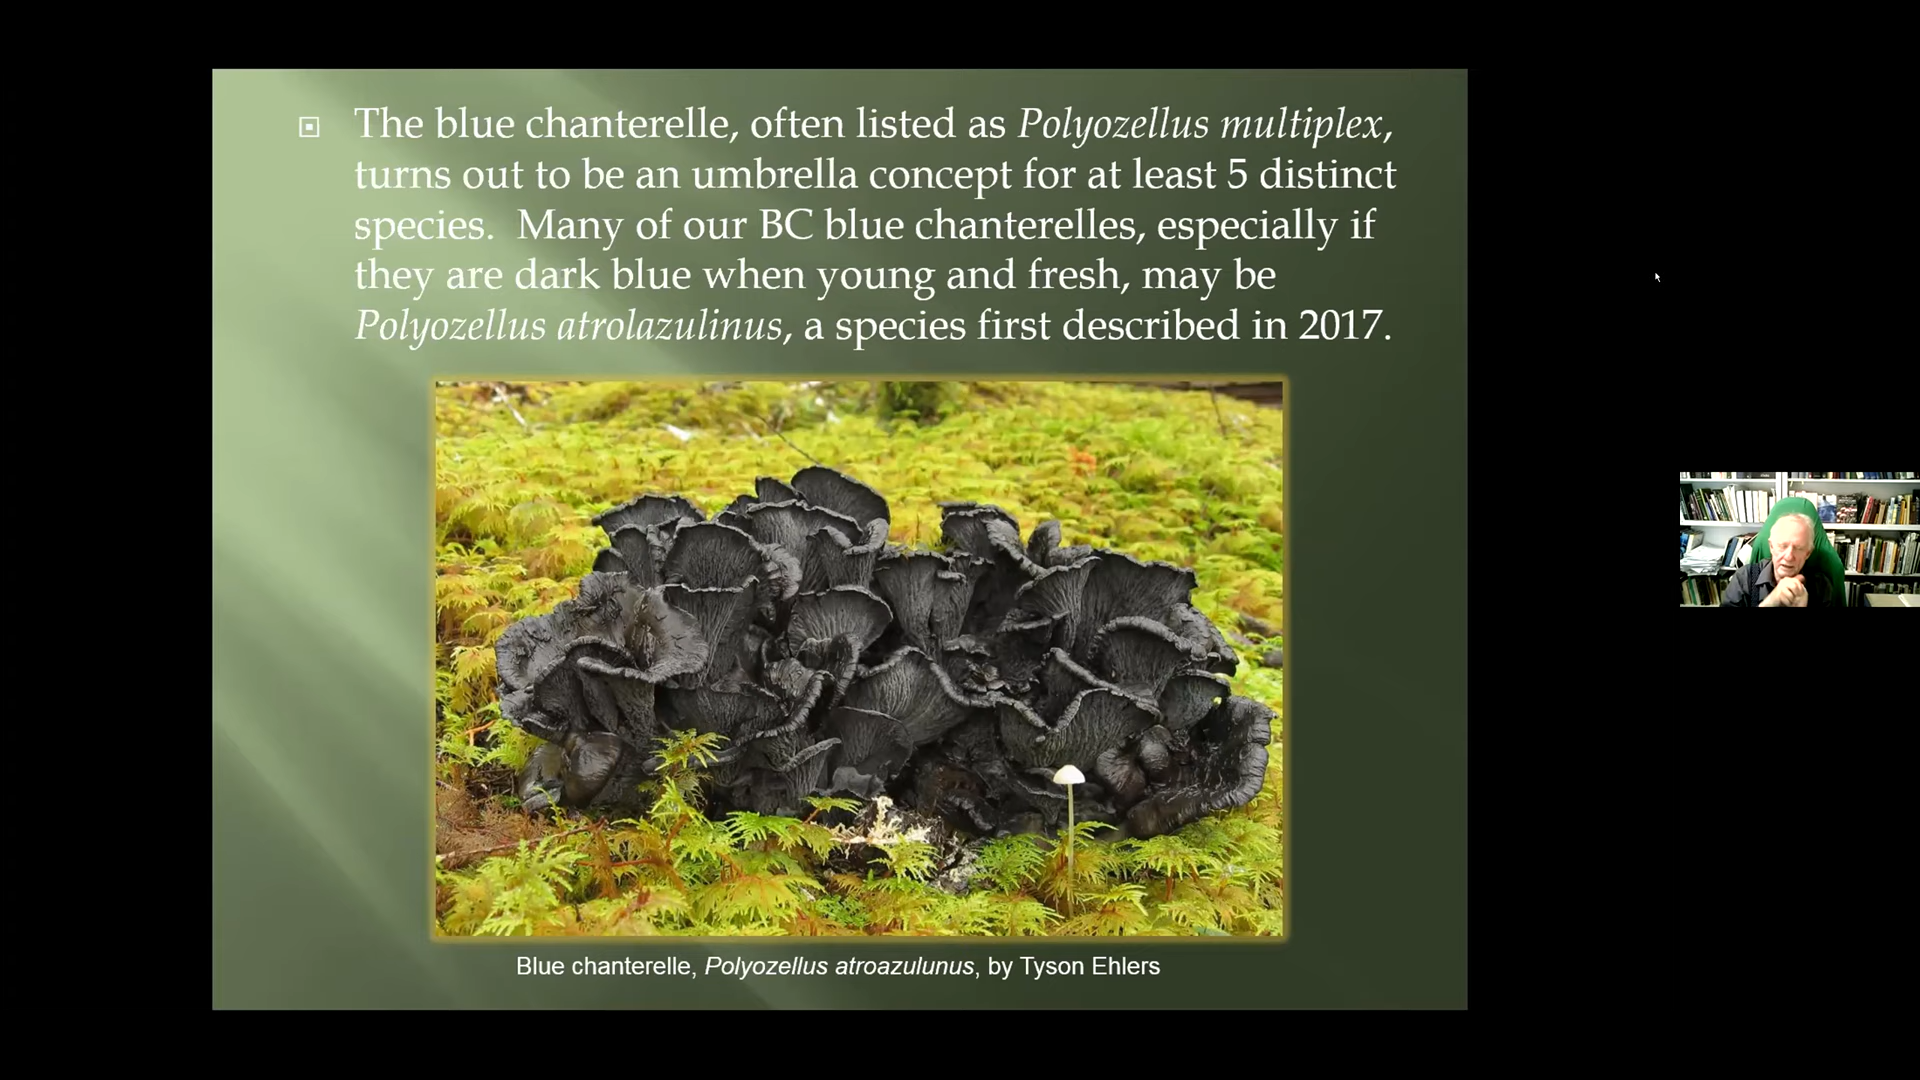 The blue chanterelle, often listed as Polyozellus multiplex,
turns out to be an umbrella concept for at least 5 distinct
species.  Many of our BC blue chanterelles, especially if
they are dark blue when young and fresh, may be
Polyozellus atrolazulinus, a species first described in 2017.
Blue chanterelle, Polyozellus atroazulunus, by Tyson Ehlers